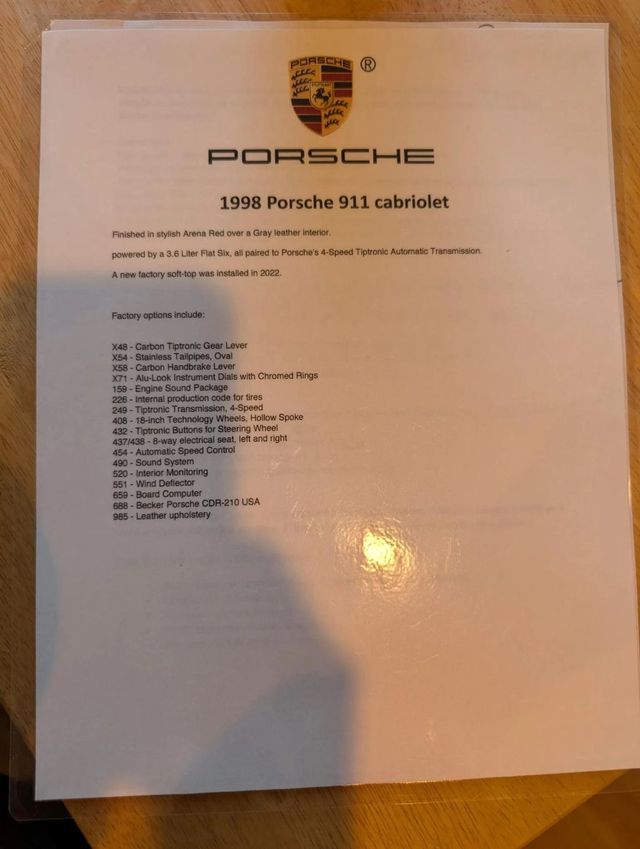 PORSCHE
®
PORSCHE
1998 Porsche 911 cabriolet
Finished in stylish Arena Red over a Gray leather interior.
powered by a 3.6 Liter Flat Six, all paired to Porsche's 4-Speed Tiptronic Automatic Transmission.
A new factory soft-top was installed in 2022.
Factory options include:
X48 - Carbon Tiptronic Gear Lever
X54 - Stainless Tailpipes, Oval
X58 - Carbon Handbrake Lever
X71 - Alu-Look Instrument Dials with Chromed Rings
159 - Engine Sound Package
226 - Internal production code for tires
249 - Tiptronic Transmission, 4-Speed
408 - 18-inch Technology Wheels, Hollow Spoke
432 - Tiptronic Buttons for Steering Wheel
437/438 - 8-way electrical seat, left and right
454 - Automatic Speed Control
490 - Sound System
520 - Interior Monitoring
551 - Wind Deflector
659 - Board Computer
688 - Becker Porsche CDR-210 USA
985 - Leather upholstery